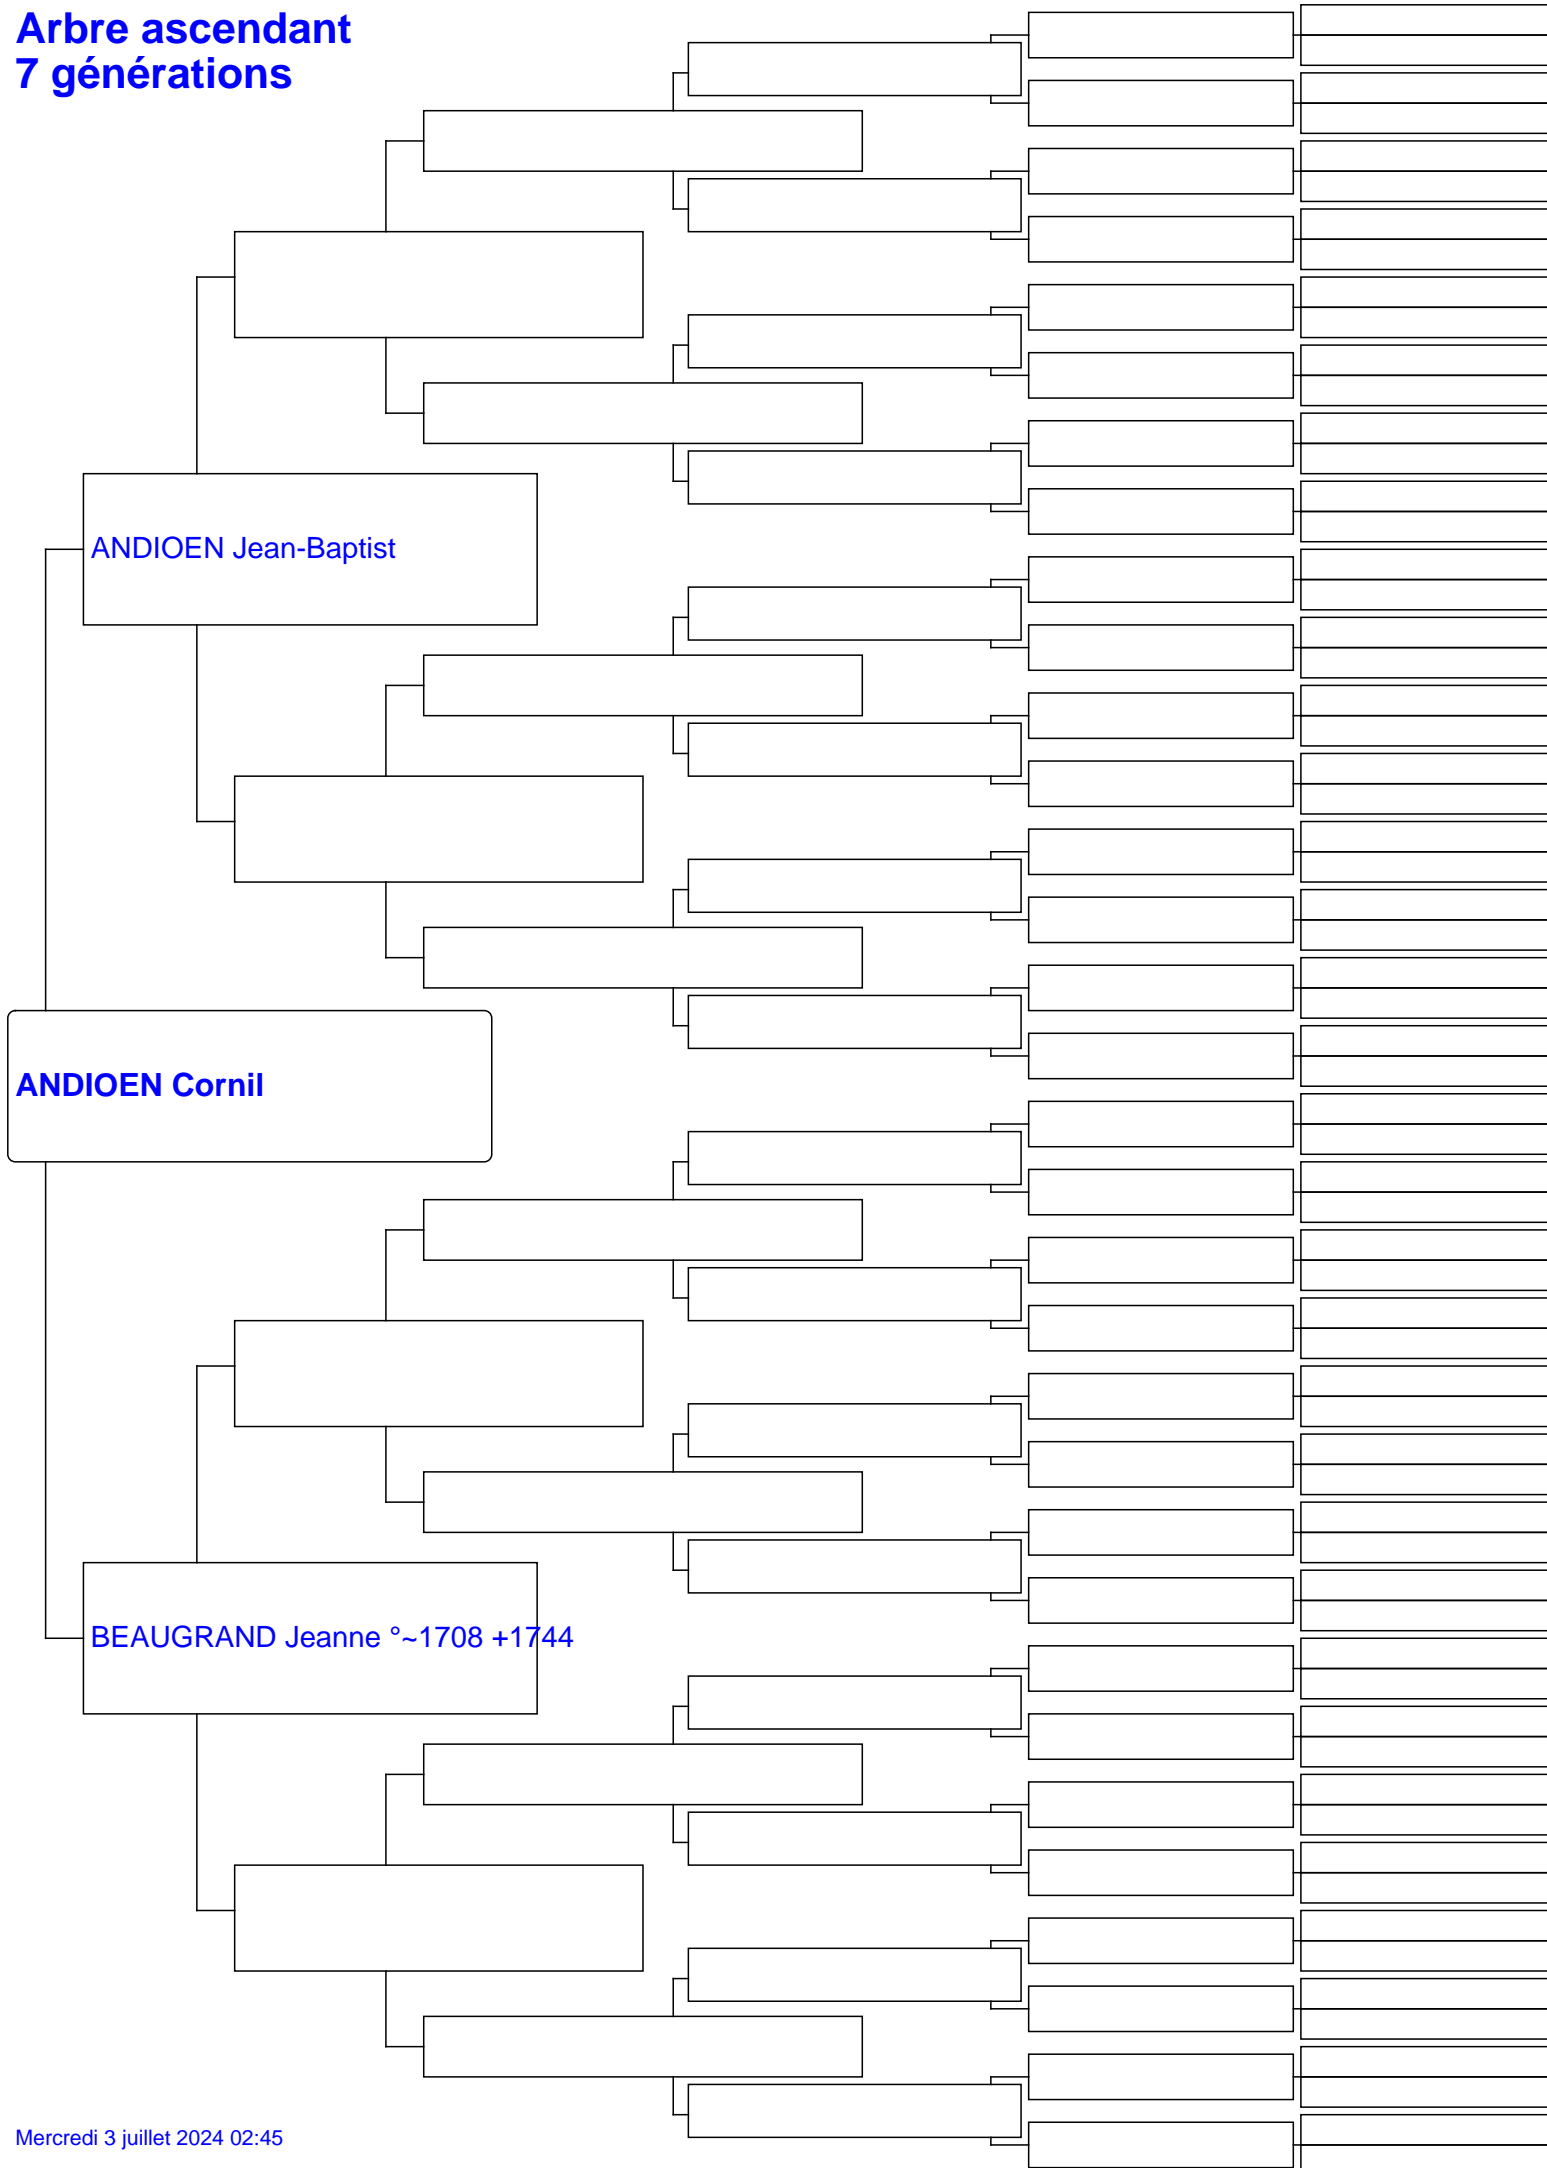 Arbre ascendant
7 générations
ANDIOEN Jean-Baptist
ANDIOEN Cornil
BEAUGRAND Jeanne °~1708 +1744
Mercredi 3 juillet 2024 02:45